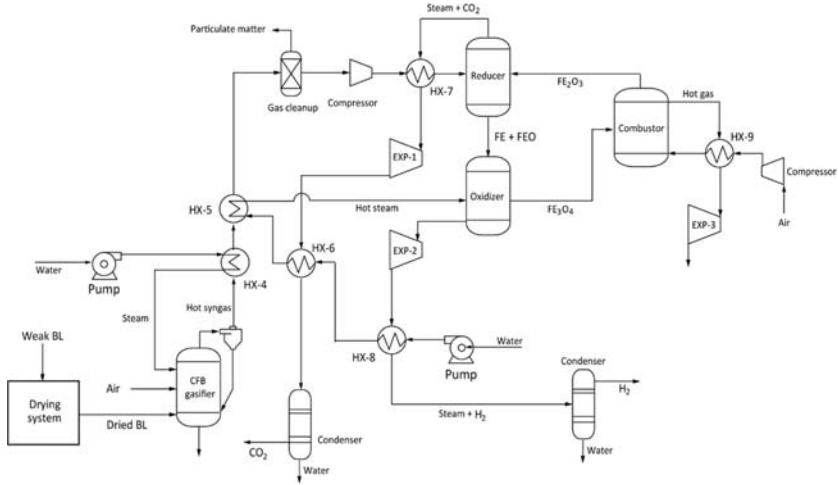 Steam + CO₂
Particulate matter
Reducer
Gas cleanup
Compressor
HX-7
FE₂O₃
Hot gas
Combustor
HX-9
FE + FEO
EXP-1
Compressor
Oxidizer
HX-5
Hot steam
FE₃O₄
EXP-3
Air
HX-6
EXP-2
Water
Pump
HX-4
Steam
Hot syngas
Water
HX-8
Pump
Weak BL
Condenser
CFB
gasifier
Air
H₂
Drying
system
Steam + H₂
Dried BL
Condenser
CO₂
Water
Water